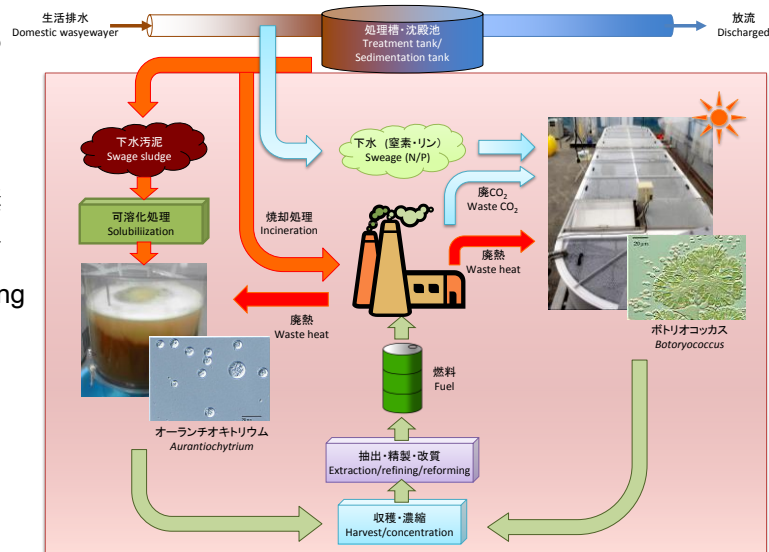 生活排水
Domestic wasyewayer
処理槽・沈殿池
Treatment tank/
Sedimentation tank
放流
Discharged
下水汚泥
Swage sludge
下水 (窒素・リン)
Sweage (N/P)
廃CO₂
Waste CO₂
可溶化処理
Solubiliization
焼却処理
Incineration
廃熱
Waste heat
ng
廃熱
Waste heat
20 μm
ボトリオコッカス
Botoryococcus
燃料
Fuel
オーランチオキトリウム
Aurantiochytrium
抽出・精製・改質
Extraction/refining/reforming
収穫・濃縮
Harvest/concentration